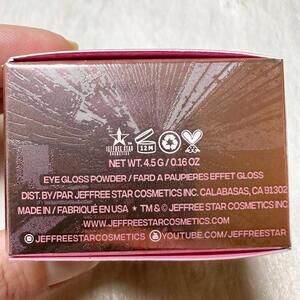 JEFFREE STAR
COSMETICS
12 M
NET WT. 4.5 G / 0.16 OZ
EYE GLOSS POWDER / FARD A PAUPIERES EFFET GLOSS
DIST. BY/PAR JEFFREE STAR COSMETICS INC. CALABASAS, CA 91302
MADE IN / FABRIQUÉ EN USA ★ TM & © JEFFREE STAR COSMETICS INC
WWW.JEFFREESTARCOSMETICS.COM
JEFFREESTARCOSMETICS YOUTUBE.COM/JEFFREESTAR